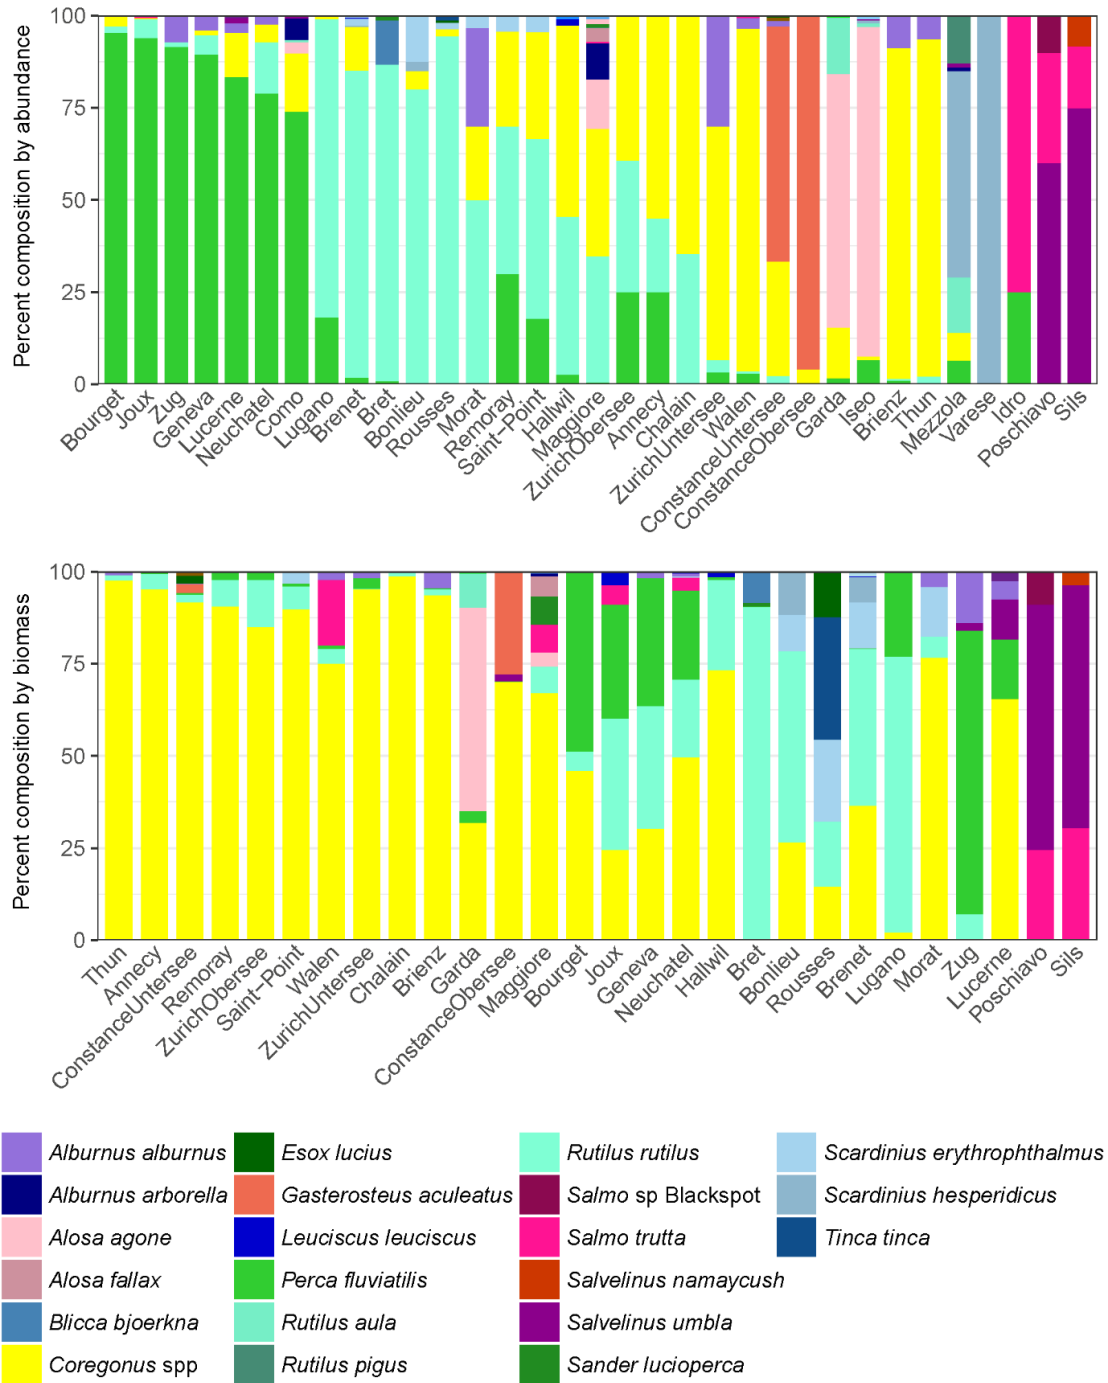 Percent composition by abundance
100
75
50
25
0
Bourget
Joux
Zug
Geneva
Lucerne
Neuchatel
Como
Lugano
Brenet
Bret
Bonlieu
Rousses
Morat
Remoray
Saint−Point
Hallwil
Maggiore
ZurichObersee
Annecy
Chalain
ZurichUntersee
Walen
ConstanceUntersee
ConstanceObersee
Garda
Iseo
Brienz
Thun
Mezzola
Varese
Idro
Poschiavo
Sils
Percent composition by biomass
100
75
50
25
0
Thun
Annecy
ConstanceUntersee
Remoray
ZurichObersee
Saint−Point
Walen
ZurichUntersee
Chalain
Brienz
Garda
ConstanceObersee
Maggiore
Bourget
Joux
Geneva
Neuchatel
Hallwil
Bret
Bonlieu
Rousses
Brenet
Lugano
Morat
Zug
Lucerne
Poschiavo
Sils
Alburnus alburnus
Alburnus arborella
Alosa agone
Alosa fallax
Blicca bjoerkna
Coregonus spp
Esox lucius
Gasterosteus aculeatus
Leuciscus leuciscus
Perca fluviatilis
Rutilus aula
Rutilus pigus
Rutilus rutilus
Salmo sp Blackspot
Salmo trutta
Salvelinus namaycush
Salvelinus umbla
Sander lucioperca
Scardinius erythrophthalmus
Scardinius hesperidicus
Tinca tinca